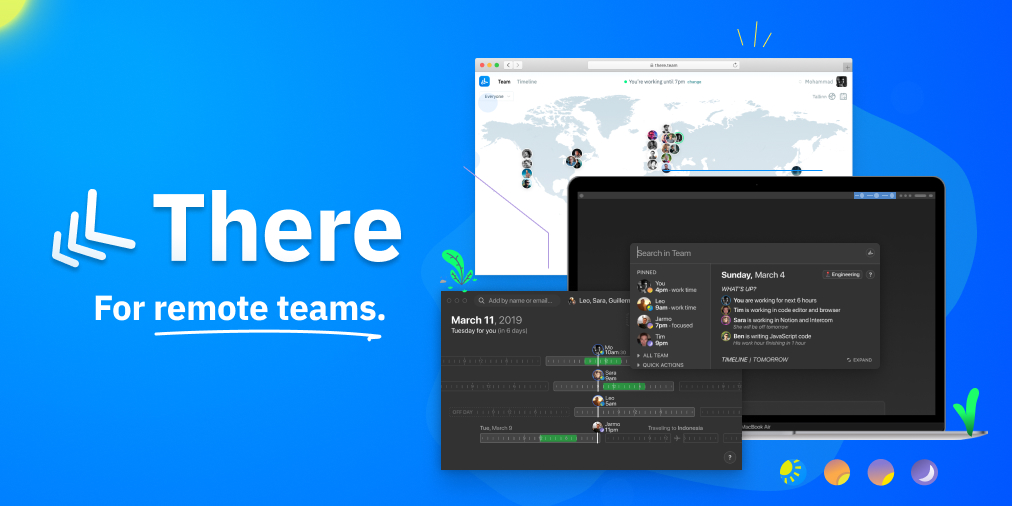 There
For remote teams.
there.team
Team Timeline
You're working until 7pm change
Mohammad
Everyone
Tallinn
Search in Team
PINNED
You
4pm - work time
Leo
9am - work time
Jarmo
7pm - focused
Tim
9pm
ALL TEAM
QUICK ACTIONS
Sunday, March 4
Engineering
?
WHAT'S UP?
You are working for next 6 hours
Tim is working in code editor and browser
Sara is working in Notion and Intercom
She will be off tomorrow
Ben is writing JavaScript code
His work hour finishing in 1 hour
TIMELINE / TOMORROW
EXPAND
MacBook Air
Add by name or email...
Leo, Sara, Guillerm
March 11, 2019
Tuesday for you (in 6 days)
Mo
10am
Sara
9am
Leo
Tue, March 9
Jarmo
11pm
Traveling to Indonesia
?